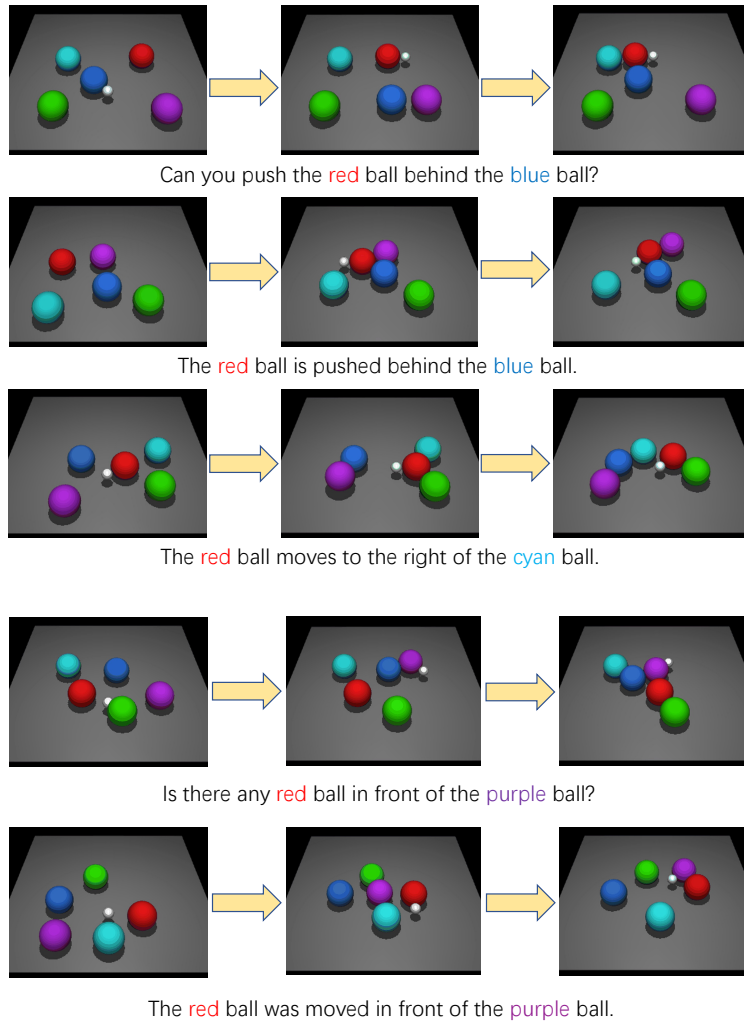 Can you push the red ball behind the blue ball?
The red ball is pushed behind the blue ball.
The red ball moves to the right of the cyan ball.
Is there any red ball in front of the purple ball?
The red ball was moved in front of the purple ball.